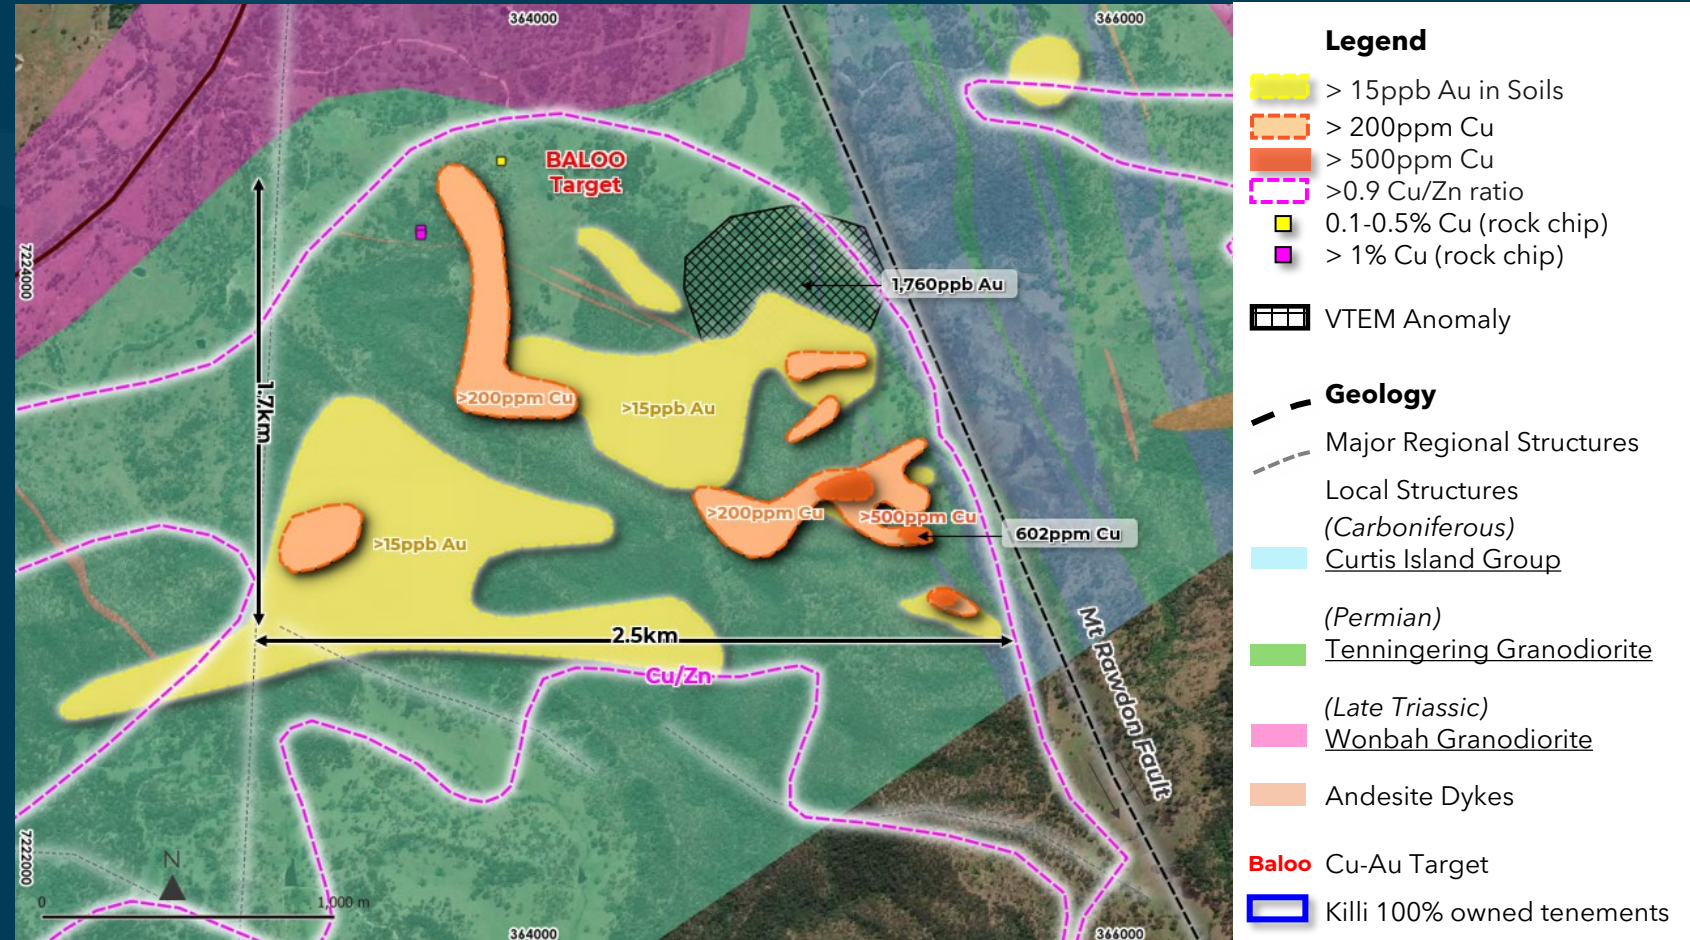 364000
366000
BALOO
Target
7224000
1,760ppb Au
1.7km
>200ppm Cu
>15ppb Au
>200ppm Cu
>500ppm Cu
602ppm Cu
>15ppb Au
2.5km
Cu/Zn
Mt Rawdon Fault
7222000
N
0
1,000 m
364000
366000
Legend
> 15ppb Au in Soils
> 200ppm Cu
> 500ppm Cu
>0.9 Cu/Zn ratio
0.1-0.5% Cu (rock chip)
> 1% Cu (rock chip)
VTEM Anomaly
Geology
Major Regional Structures
Local Structures
(Carboniferous)
Curtis Island Group
(Permian)
Tenningering Granodiorite
(Late Triassic)
Wonbah Granodiorite
Andesite Dykes
Baloo Cu-Au Target
Killi 100% owned tenements